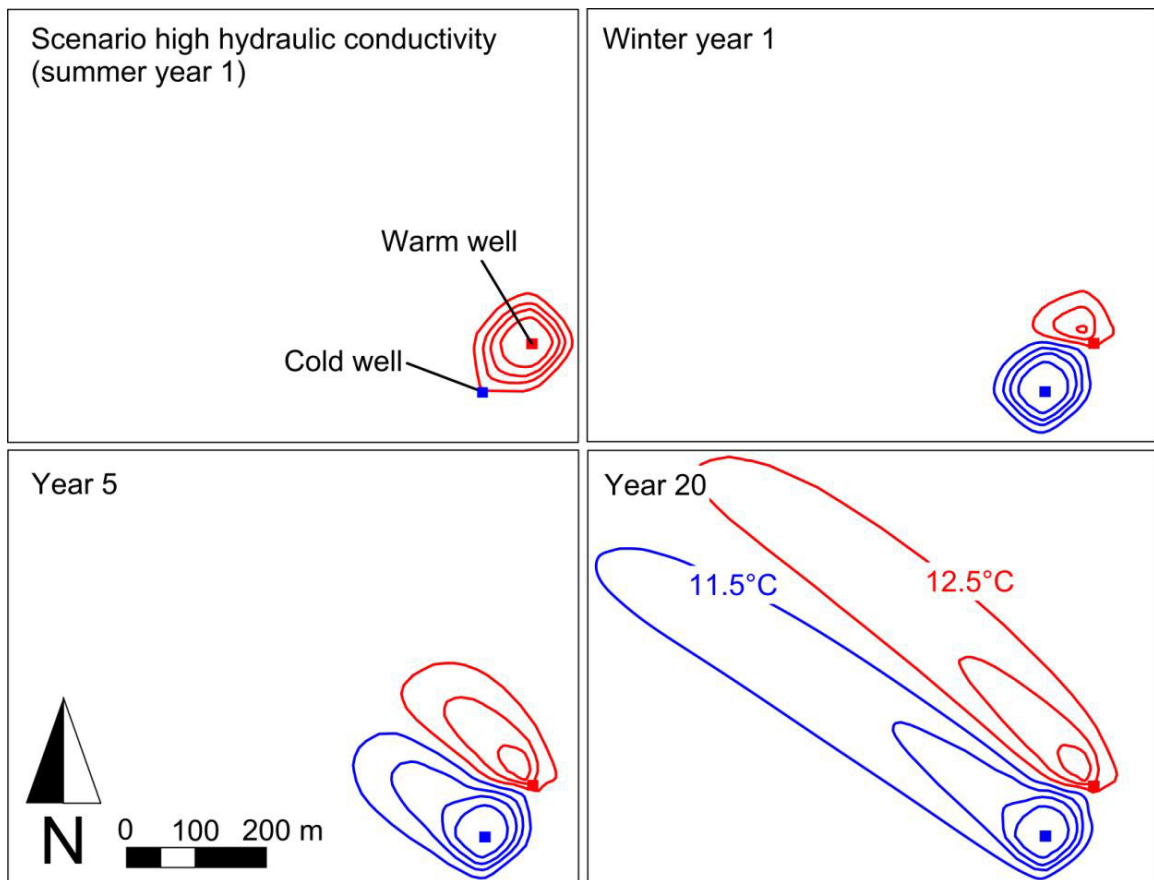 Scenario high hydraulic conductivity
(summer year 1)
Warm well
Cold well
Winter year 1
Year 5
N
0 100 200 m
Year 20
11.5°C
12.5°C